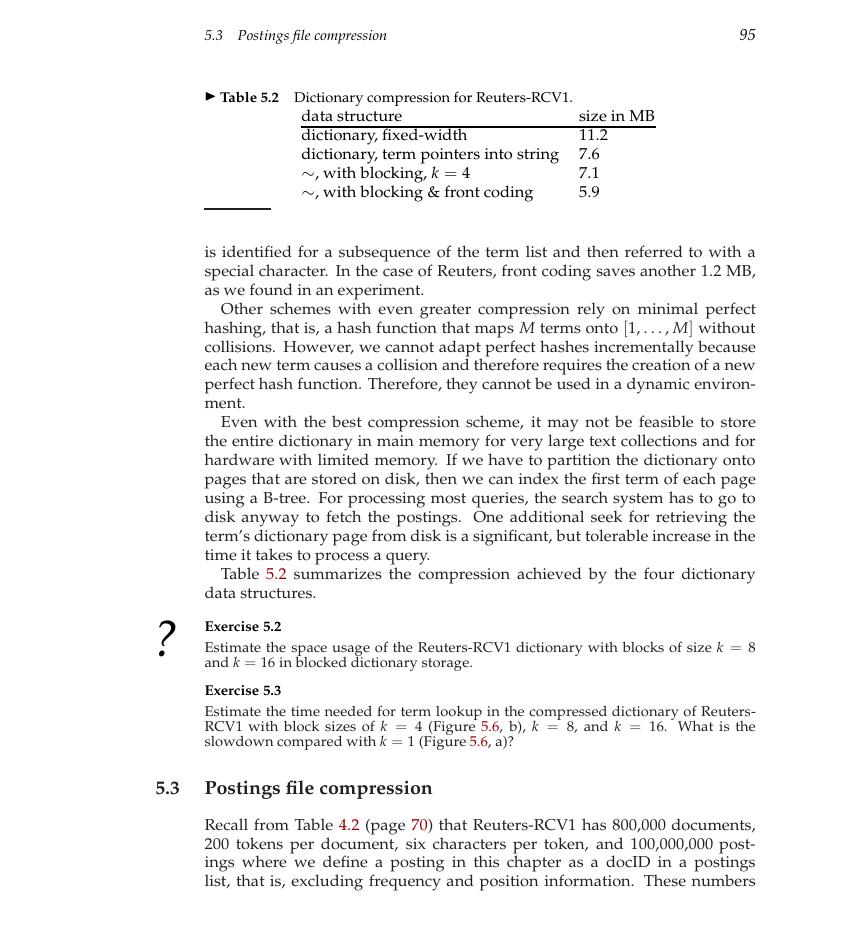 5.3 Postings file compression 95
▶ Table 5.2 Dictionary compression for Reuters-RCV1.
data structure size in MB
dictionary, fixed-width 11.2
dictionary, term pointers into string 7.6
∼, with blocking, k = 4 7.1
∼, with blocking & front coding 5.9
is identified for a subsequence of the term list and then referred to with a
special character. In the case of Reuters, front coding saves another 1.2 MB,
as we found in an experiment.
Other schemes with even greater compression rely on minimal perfect
hashing, that is, a hash function that maps M terms onto [1, . . . , M] without
collisions. However, we cannot adapt perfect hashes incrementally because
each new term causes a collision and therefore requires the creation of a new
perfect hash function. Therefore, they cannot be used in a dynamic environ-
ment.
Even with the best compression scheme, it may not be feasible to store
the entire dictionary in main memory for very large text collections and for
hardware with limited memory. If we have to partition the dictionary onto
pages that are stored on disk, then we can index the first term of each page
using a B-tree. For processing most queries, the search system has to go to
disk anyway to fetch the postings. One additional seek for retrieving the
term's dictionary page from disk is a significant, but tolerable increase in the
time it takes to process a query.
Table 5.2 summarizes the compression achieved by the four dictionary
data structures.
? Exercise 5.2
Estimate the space usage of the Reuters-RCV1 dictionary with blocks of size k = 8
and k = 16 in blocked dictionary storage.
Exercise 5.3
Estimate the time needed for term lookup in the compressed dictionary of Reuters-
RCV1 with block sizes of k = 4 (Figure 5.6, b), k = 8, and k = 16. What is the
slowdown compared with k = 1 (Figure 5.6, a)?
5.3 Postings file compression
Recall from Table 4.2 (page 70) that Reuters-RCV1 has 800,000 documents,
200 tokens per document, six characters per token, and 100,000,000 post-
ings where we define a posting in this chapter as a docID in a postings
list, that is, excluding frequency and position information. These numbers